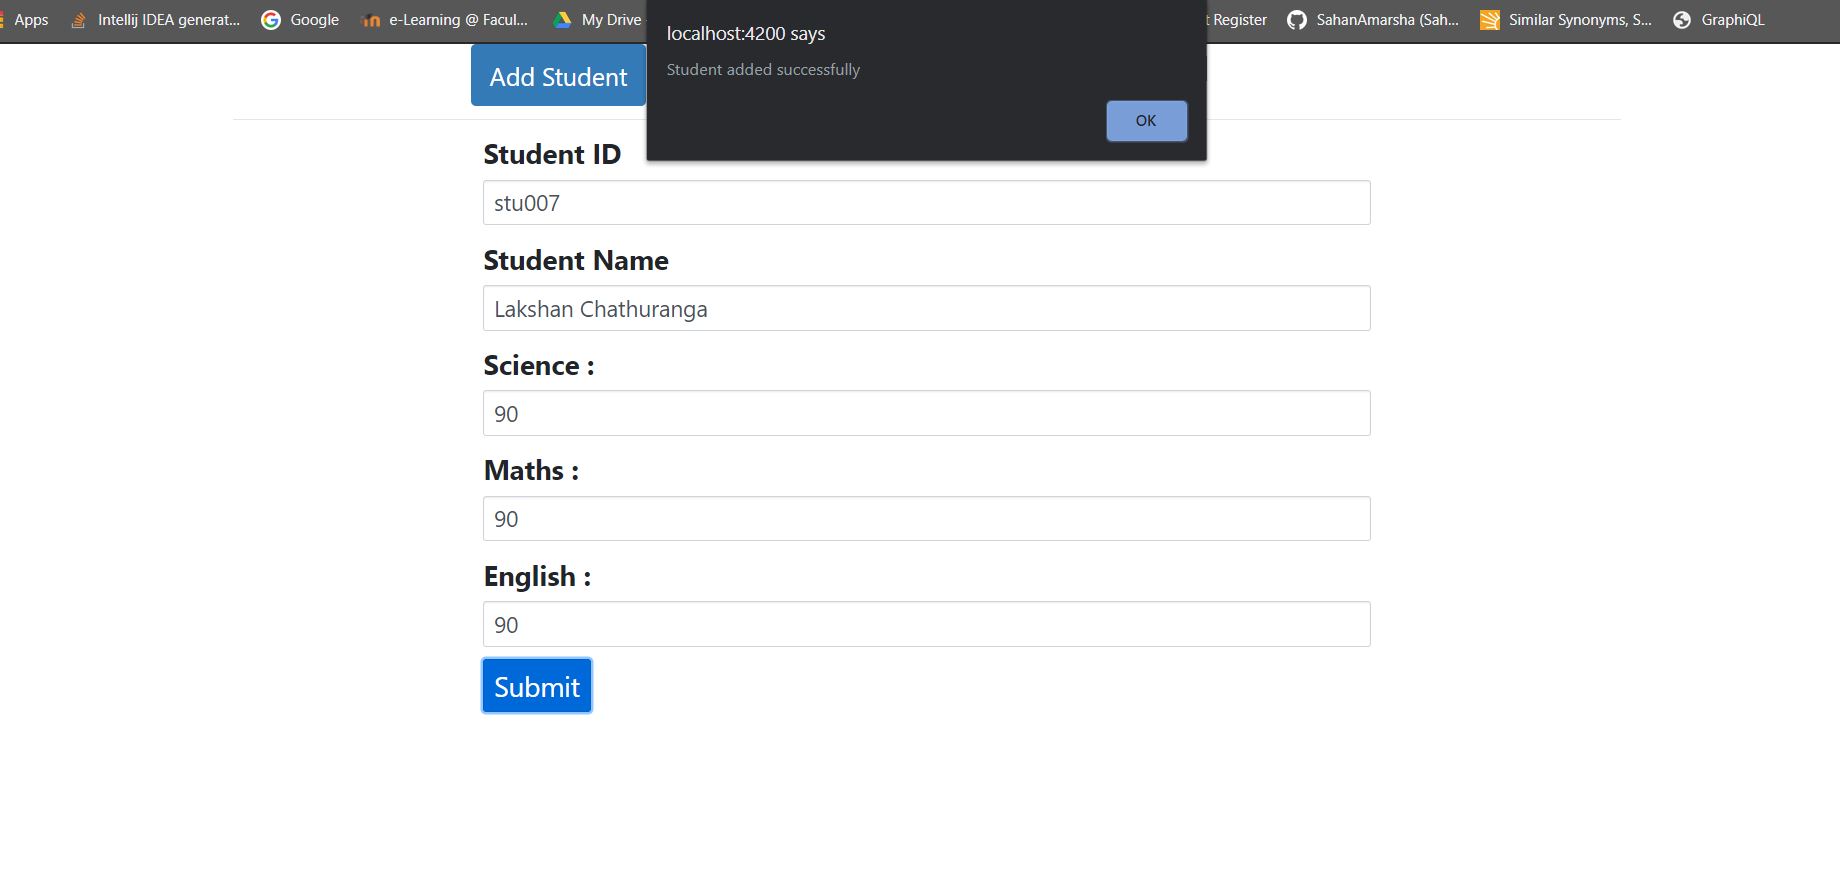 Apps Intellij IDEA generat... Google e-Learning @ Facul... My Drive t Register SahanAmarsha (Sah... Similar Synonyms, S... GraphiQL
localhost:4200 says
Student added successfully
OK
Add Student
Student ID
stu007
Student Name
Lakshan Chathuranga
Science :
90
Maths :
90
English :
90
Submit